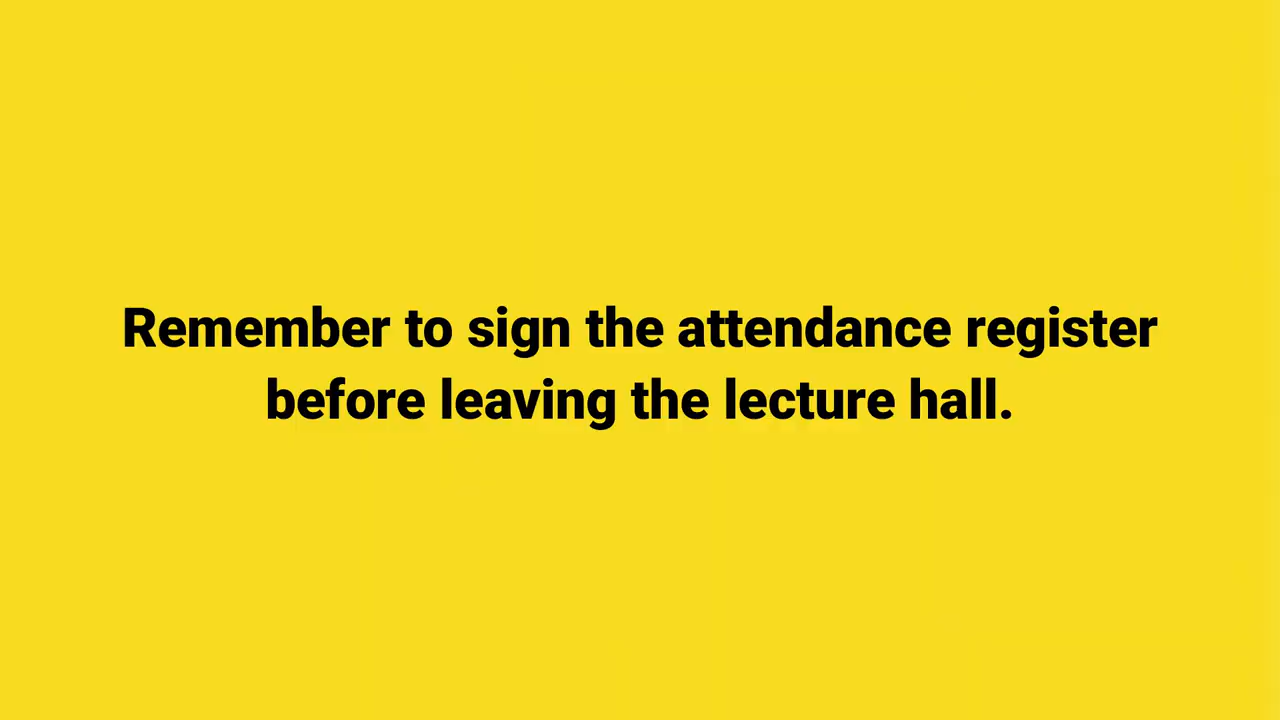 Remember to sign the attendance register
before leaving the lecture hall.